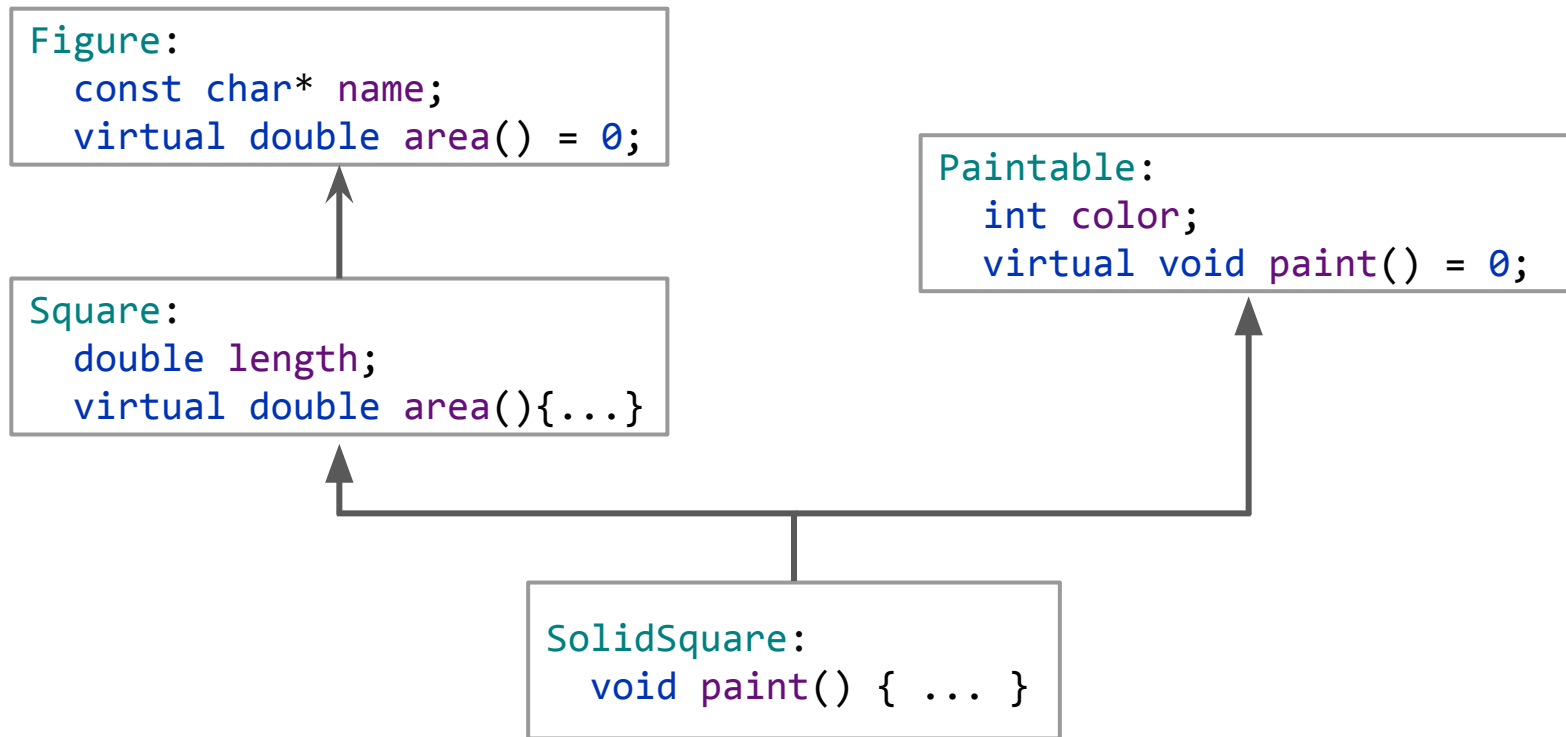 Figure:
const char* name;
virtual double area() = 0;
Paintable:
int color;
virtual void paint() = 0;
Square:
double length;
virtual double area(){...}
SolidSquare:
void paint() { ... }